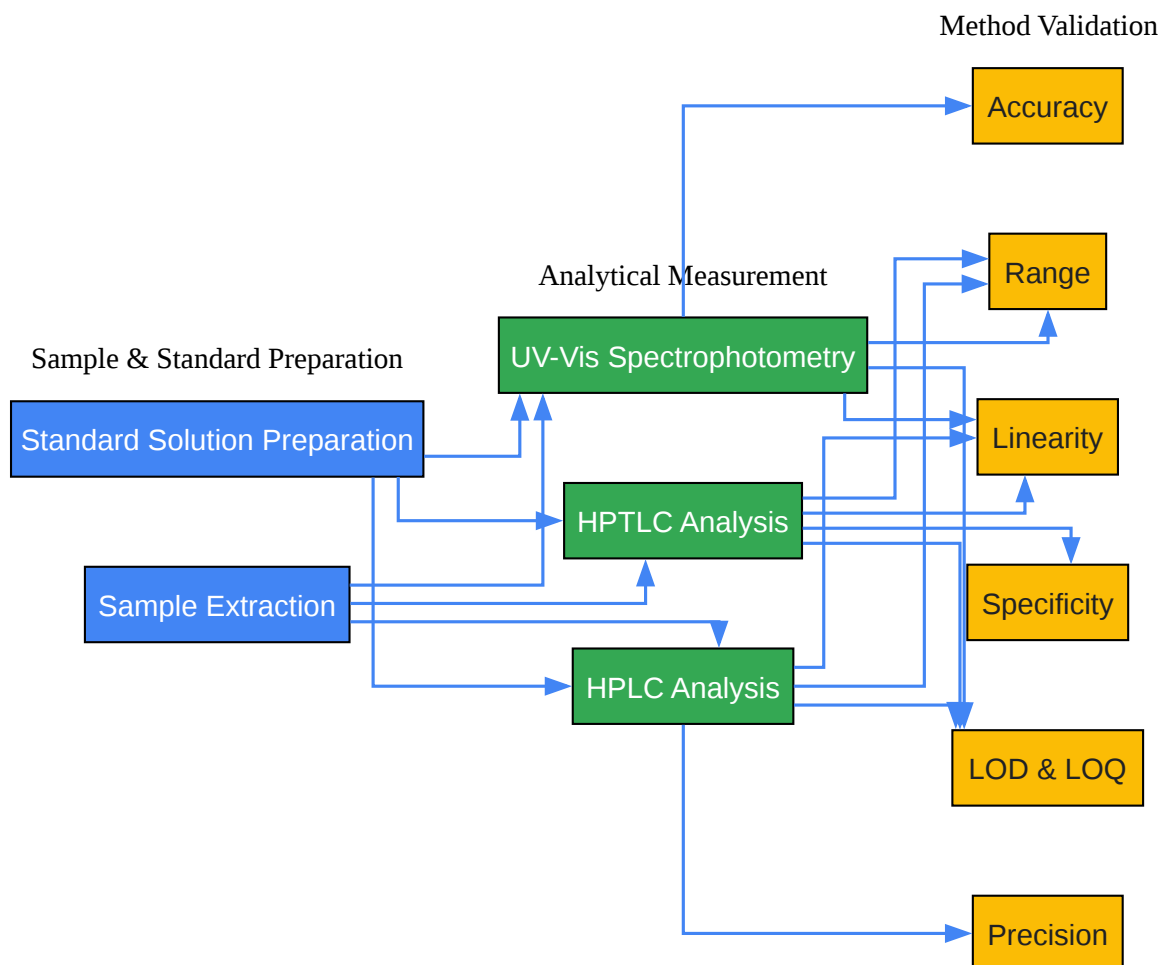 Method Validation
Accuracy
Range
Analytical Measurement
UV-Vis Spectrophotometry
Sample & Standard Preparation
Standard Solution Preparation
Linearity
HPTLC Analysis
Sample Extraction
Specificity
HPLC Analysis
LOD & LOQ
Precision